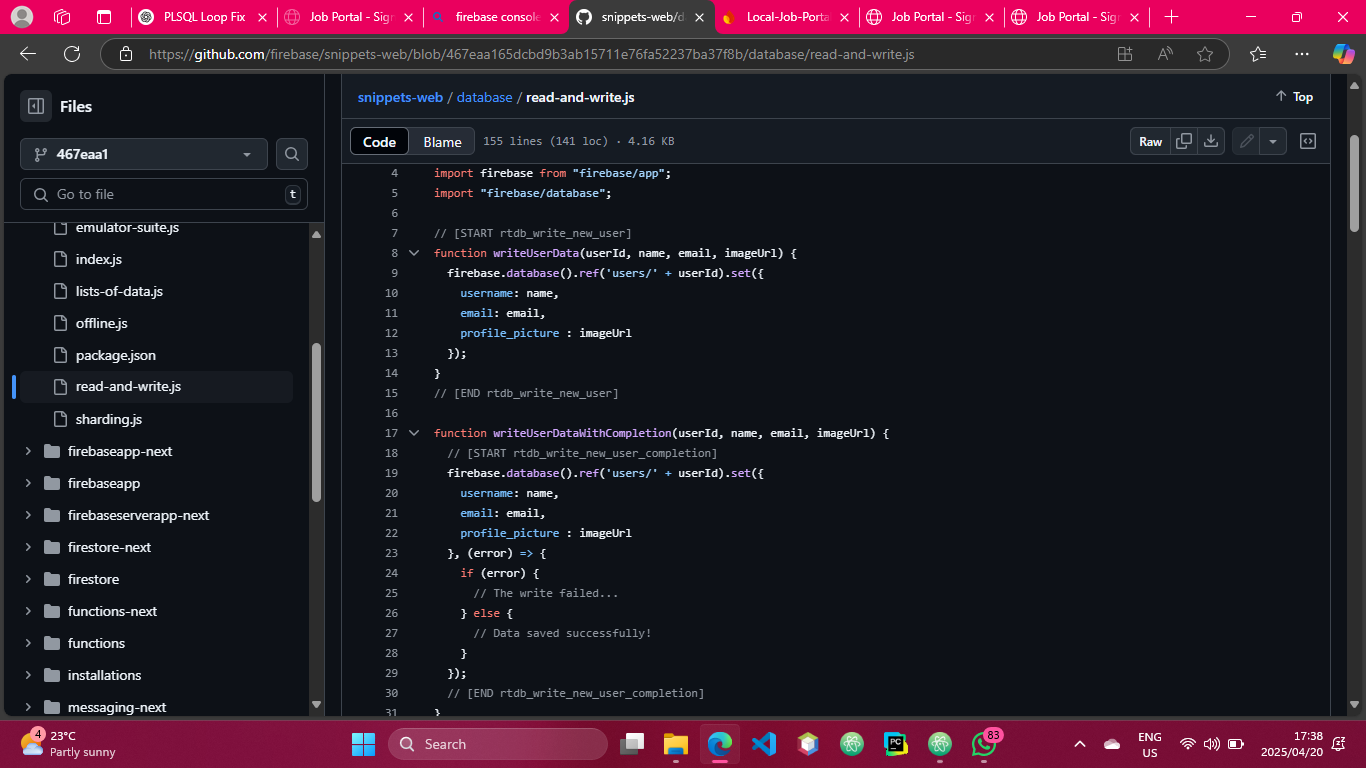 PLSQL Loop Fix
Job Portal - Sign
firebase console
snippets-web/d
Local-Job-Porta
Job Portal - Sign
Job Portal - Sign
https://github.com/firebase/snippets-web/blob/467eaa165dcbd9b3ab15711e76fa52237ba37f8b/database/read-and-write.js
Files
467eaa1
Go to file
t
emulator-suite.js
index.js
lists-of-data.js
offline.js
package.json
read-and-write.js
sharding.js
firebaseapp-next
firebaseapp
firebaseserverapp-next
firestore-next
firestore
functions-next
functions
installations
messaging-next
snippets-web / database / read-and-write.js
Top
Code
Blame
155 lines (141 loc) · 4.16 KB
Raw
4 import firebase from "firebase/app";
5 import "firebase/database";
6
7 // [START rtdb_write_new_user]
8 function writeUserData(userId, name, email, imageUrl) {
9 firebase.database().ref('users/' + userId).set({
10 username: name,
11 email: email,
12 profile_picture : imageUrl
13 });
14 }
15 // [END rtdb_write_new_user]
16
17 function writeUserDataWithCompletion(userId, name, email, imageUrl) {
18 // [START rtdb_write_new_user_completion]
19 firebase.database().ref('users/' + userId).set({
20 username: name,
21 email: email,
22 profile_picture : imageUrl
23 }, (error) => {
24 if (error) {
25 // The write failed...
26 } else {
27 // Data saved successfully!
28 }
29 });
30 // [END rtdb_write_new_user_completion]
31 }
4
23°C
Partly sunny
Search
PC
83
ENG
US
17:38
2025/04/20